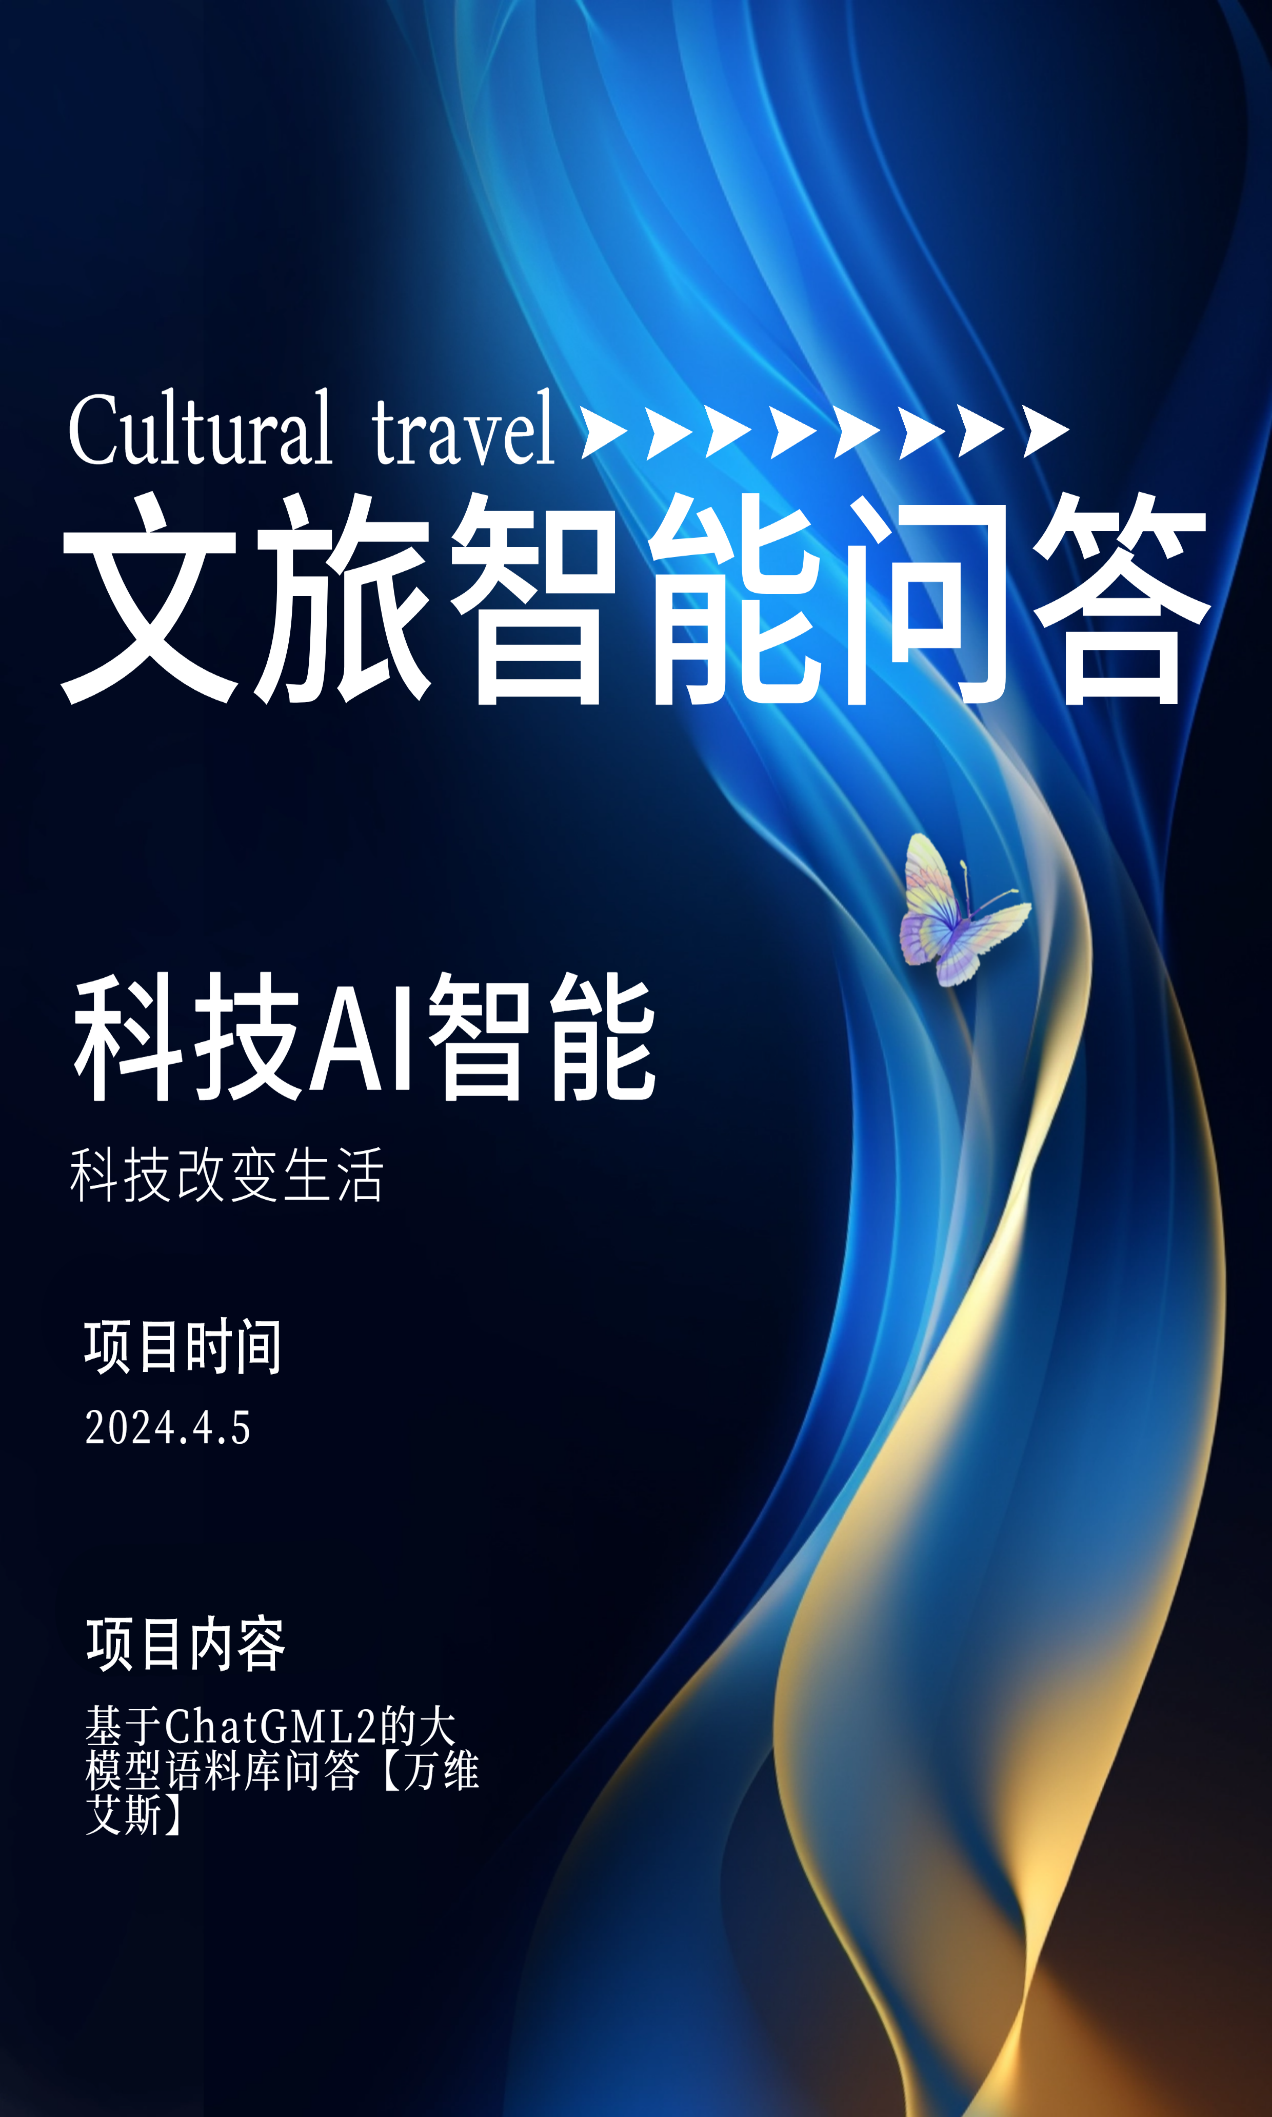 Cultural travel
文旅智能问答
科技AI智能
科技改变生活
项目时间
2024.4.5
项目内容
基于ChatGML2的大
模型语料库问答【万维
艾斯】